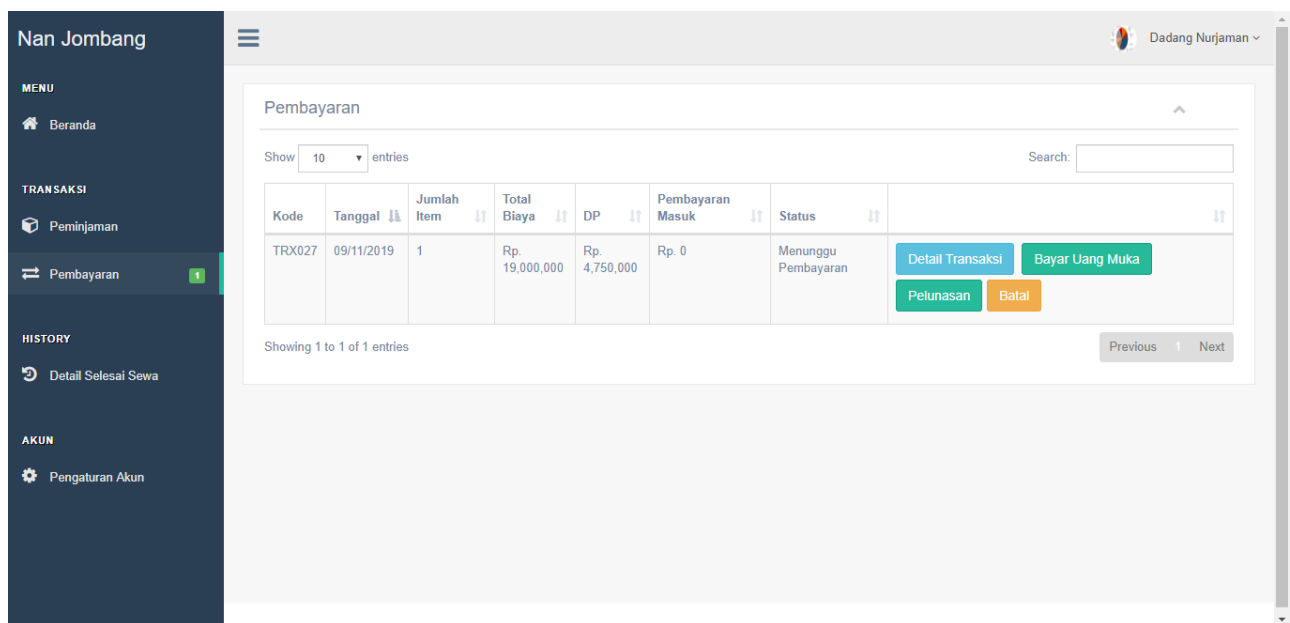 Nan Jombang
Dadang Nurjaman
MENU
Beranda
TRANSAKSI
Peminjaman
Pembayaran 1
HISTORY
Detail Selesai Sewa
AKUN
Pengaturan Akun
Pembayaran
Show 10 entries
Search:
Kode Tanggal Jumlah Item Total Biaya DP Pembayaran Masuk Status
TRX027 09/11/2019 1 Rp. 19,000,000 Rp. 4,750,000 Rp. 0 Menunggu Pembayaran
Detail Transaksi Bayar Uang Muka
Pelunasan Batal
Showing 1 to 1 of 1 entries
Previous 1 Next